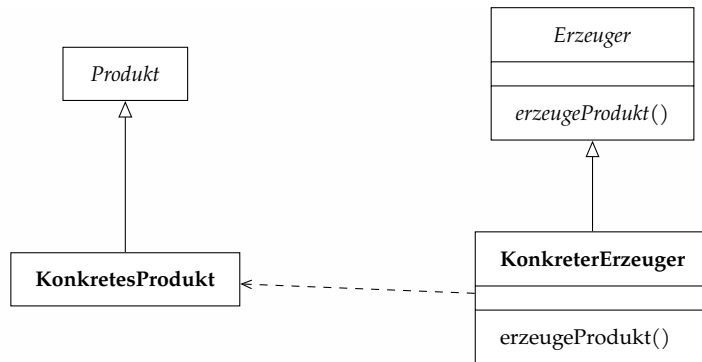 Erzeuger
Produkt
erzeugeProdukt()
KonkretesProdukt
KonkreterErzeuger
erzeugeProdukt()